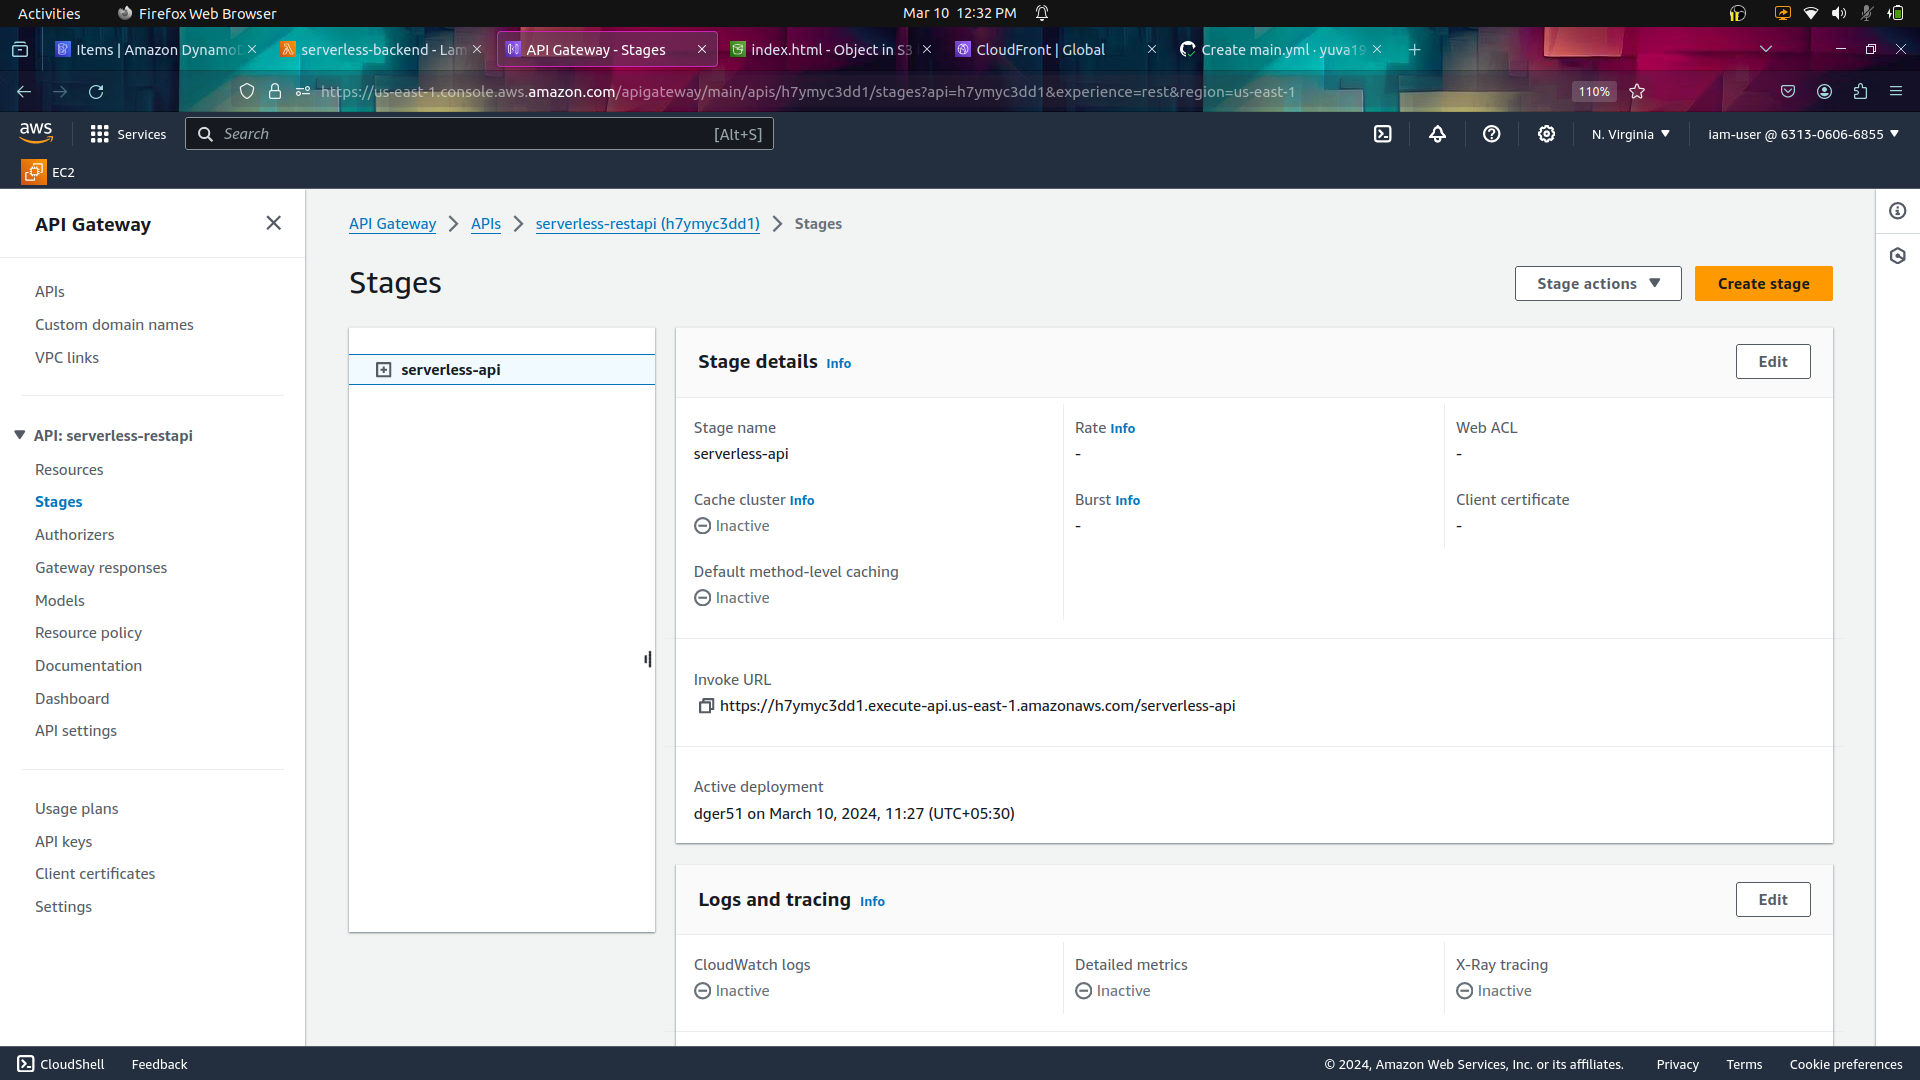 Activities
Firefox Web Browser
Mar 10 12:32 PM
Items | Amazon Dynamo
serverless-backend - Lam
API Gateway - Stages
index.html - Object in S3
CloudFront | Global
Create main.yml · yuva19
https://us-east-1.console.aws.amazon.com/apigateway/main/apis/h7ymyc3dd1/stages?api=h7ymyc3dd1&experience=rest&region=us-east-1
110%
aws
Services
Search
[Alt+S]
N. Virginia
iam-user @ 6313-0606-6855
EC2
API Gateway
APIs
Custom domain names
VPC links
API: serverless-restapi
Resources
Stages
Authorizers
Gateway responses
Models
Resource policy
Documentation
Dashboard
API settings
Usage plans
API keys
Client certificates
Settings
API Gateway
APIs
serverless-restapi (h7ymyc3dd1)
Stages
Stages
Stage actions
Create stage
serverless-api
Stage details Info
Edit
Stage name
serverless-api
Rate Info
-
Web ACL
-
Cache cluster Info
Inactive
Burst Info
-
Client certificate
-
Default method-level caching
Inactive
Invoke URL
https://h7ymyc3dd1.execute-api.us-east-1.amazonaws.com/serverless-api
Active deployment
dger51 on March 10, 2024, 11:27 (UTC+05:30)
Logs and tracing Info
Edit
CloudWatch logs
Inactive
Detailed metrics
Inactive
X-Ray tracing
Inactive
CloudShell
Feedback
© 2024, Amazon Web Services, Inc. or its affiliates.
Privacy
Terms
Cookie preferences